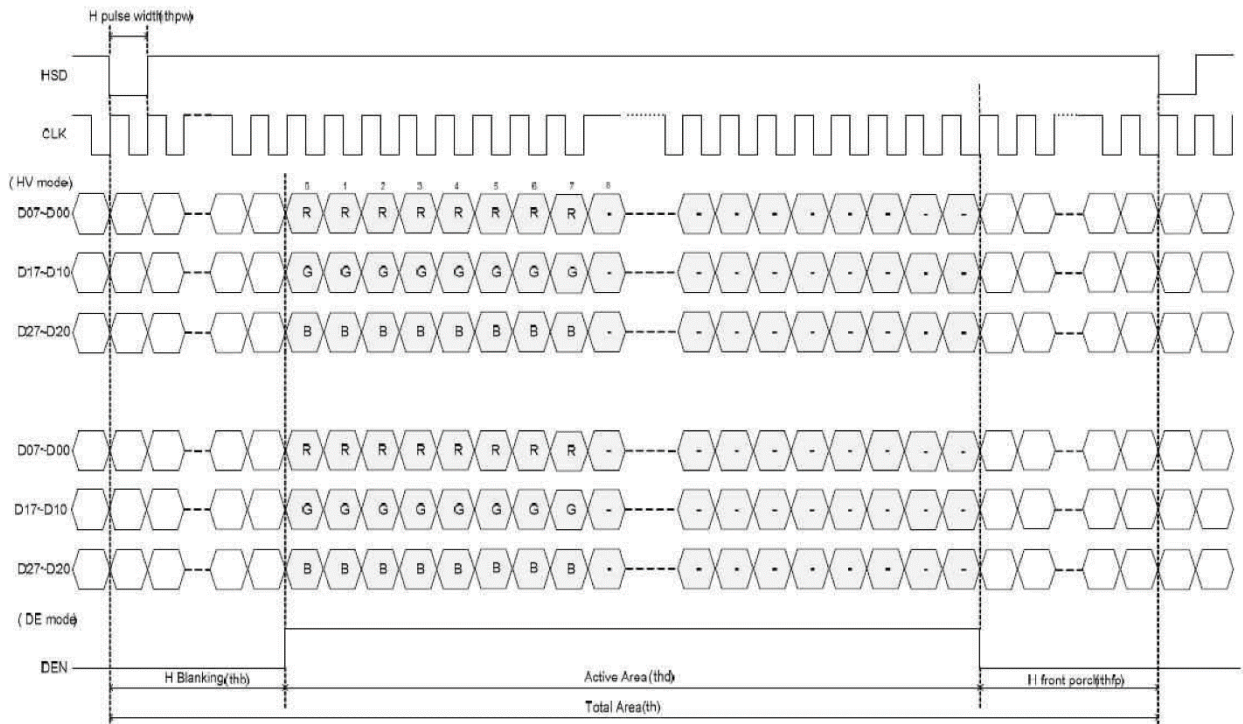 H pulse width(thpw)
HSD
CLK
(HV mode)
0 1 2 3 4 5 6 7 8
D07~D00 R R R R R R R R - - - - - - - - -
D17~D10 G G G G G G G G - - - - - - - - -
D27~D20 B B B B B B B B - - - - - - - - -
D07~D00 R R R R R R R R - - - - - - - - -
D17~D10 G G G G G G G G - - - - - - - - -
D27~D20 B B B B B B B B - - - - - - - - -
(DE mode)
DEN
H Blanking(thb) Active Area(thd) H front porch(thfp)
Total Area(th)